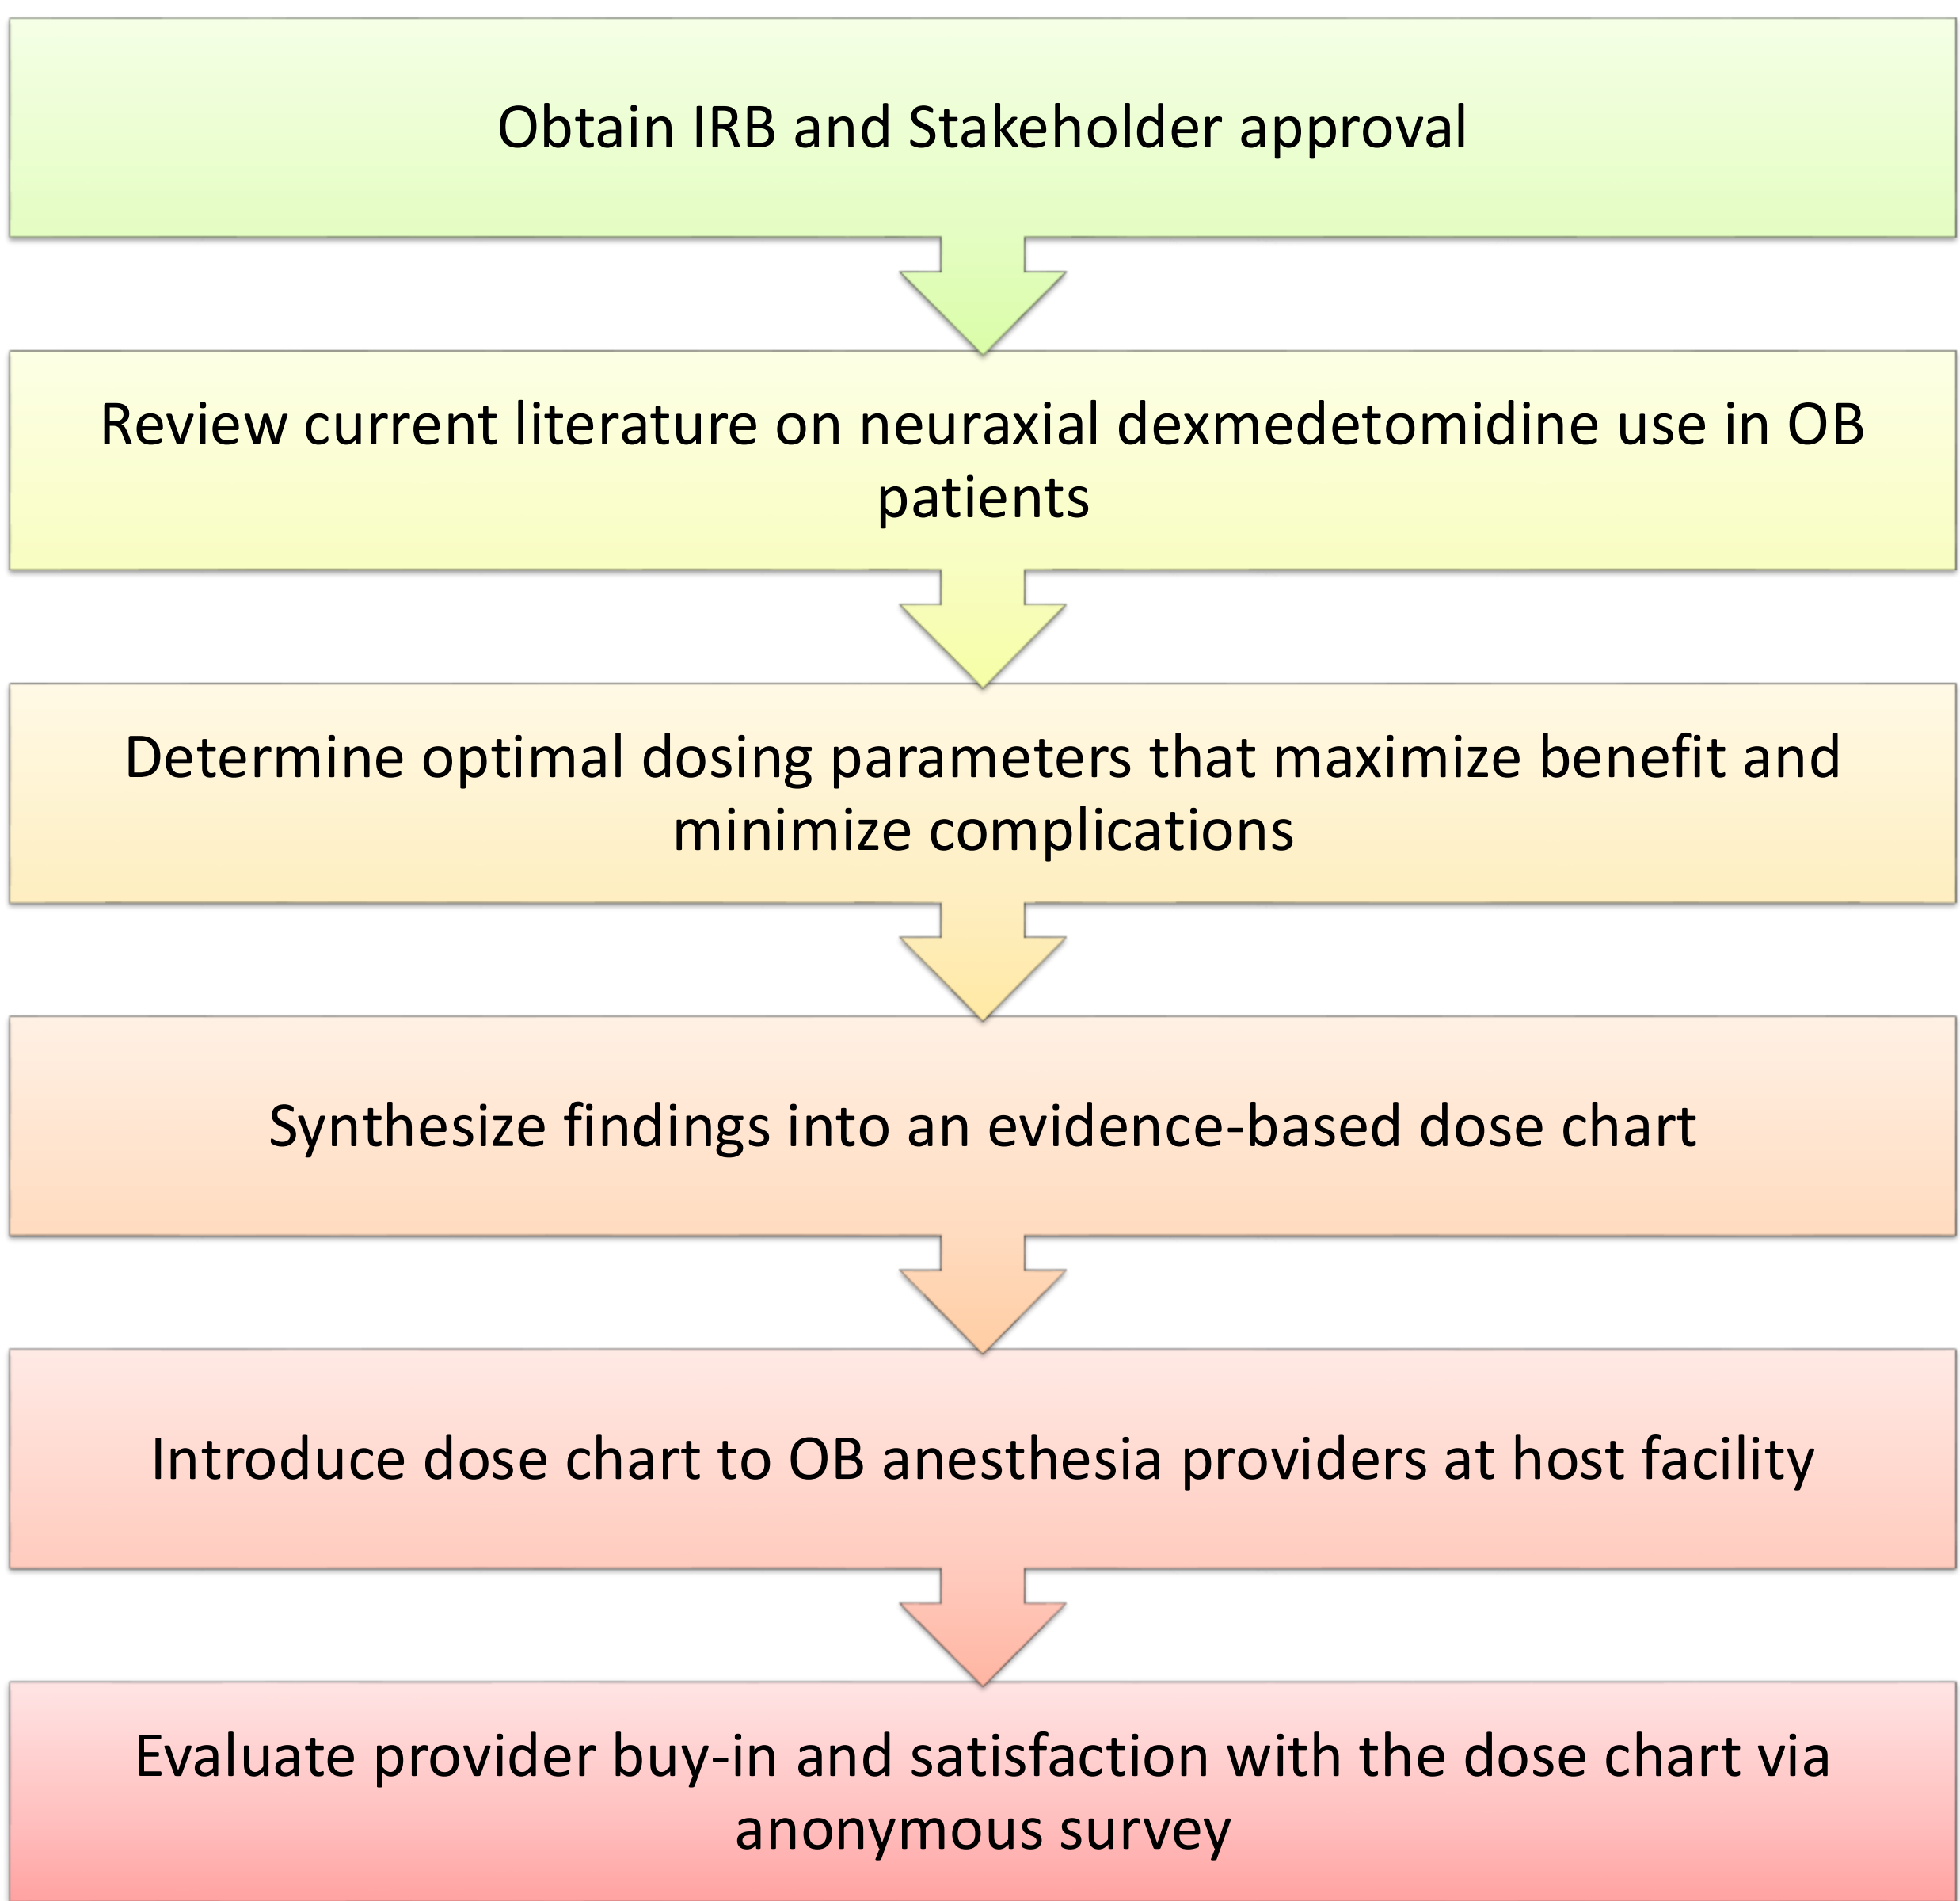 Obtain IRB and Stakeholder approval
Review current literature on neuraxial dexmedetomidine use in OB
patients
Determine optimal dosing parameters that maximize benefit and
minimize complications
Synthesize findings into an evidence-based dose chart
Introduce dose chart to OB anesthesia providers at host facility
Evaluate provider buy-in and satisfaction with the dose chart via
anonymous survey